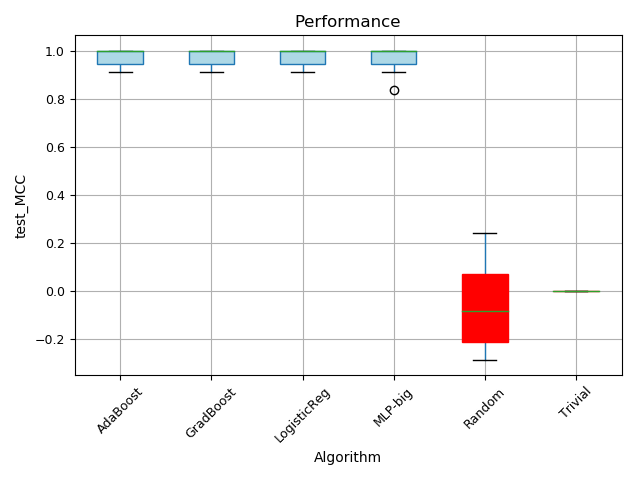 Performance
test_MCC
1.0
0.8
0.6
0.4
0.2
0.0
−0.2
AdaBoost
GradBoost
LogisticReg
MLP-big
Random
Trivial
Algorithm